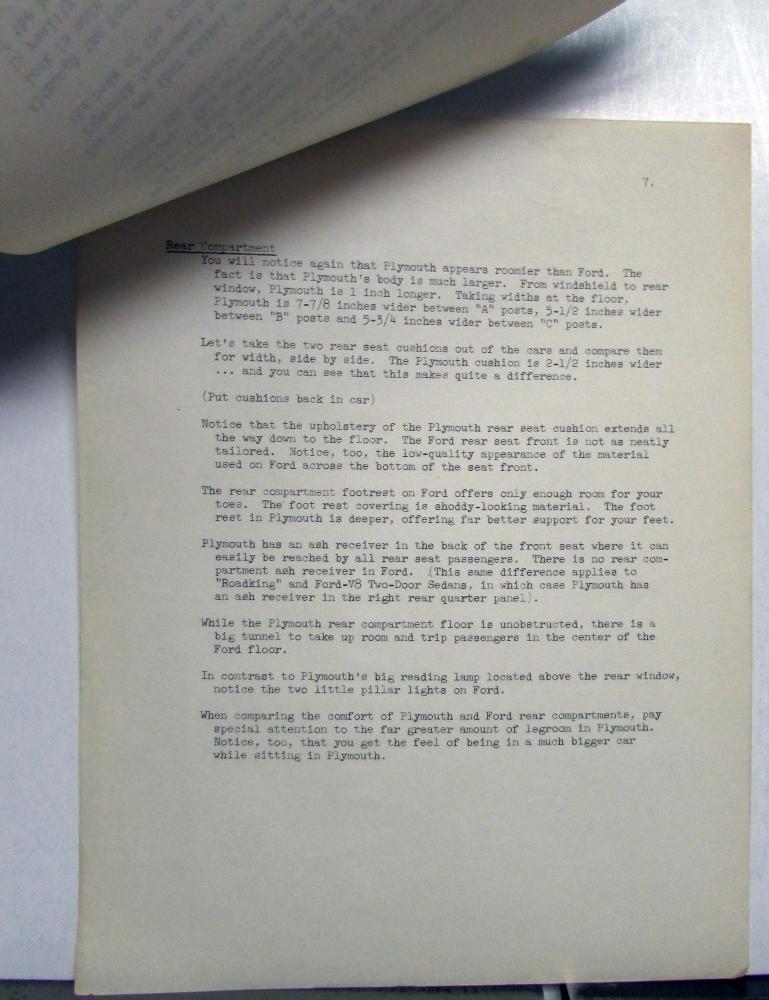 7.
Rear Compartment
You will notice again that Plymouth appears roomier than Ford. The
fact is that Plymouth's body is much larger. From windshield to rear
window, Plymouth is 1 inch longer. Taking widths at the floor,
Plymouth is 7-7/8 inches wider between "A" posts, 5-1/2 inches wider
between "B" posts and 5-3/4 inches wider between "C" posts.
Let's take the two rear seat cushions out of the cars and compare them
for width, side by side. The Plymouth cushion is 2-1/2 inches wider
... and you can see that this makes quite a difference.
(Put cushions back in car)
Notice that the upholstery of the Plymouth rear seat cushion extends all
the way down to the floor. The Ford rear seat front is not as neatly
tailored. Notice, too, the low-quality appearance of the material
used on Ford across the bottom of the seat front.
The rear compartment footrest on Ford offers only enough room for your
toes. The foot rest covering is shoddy-looking material. The foot
rest in Plymouth is deeper, offering far better support for your feet.
Plymouth has an ash receiver in the back of the front seat where it can
easily be reached by all rear seat passengers. There is no rear com-
partment ash receiver in Ford. (This same difference applies to
"Roadking" and Ford-V8 Two-Door Sedans, in which case Plymouth has
an ash receiver in the right rear quarter panel).
While the Plymouth rear compartment floor is unobstructed, there is a
big tunnel to take up room and trip passengers in the center of the
Ford floor.
In contrast to Plymouth's big reading lamp located above the rear window,
notice the two little pillar lights on Ford.
When comparing the comfort of Plymouth and Ford rear compartments, pay
special attention to the far greater amount of legroom in Plymouth.
Notice, too, that you get the feel of being in a much bigger car
while sitting in Plymouth.